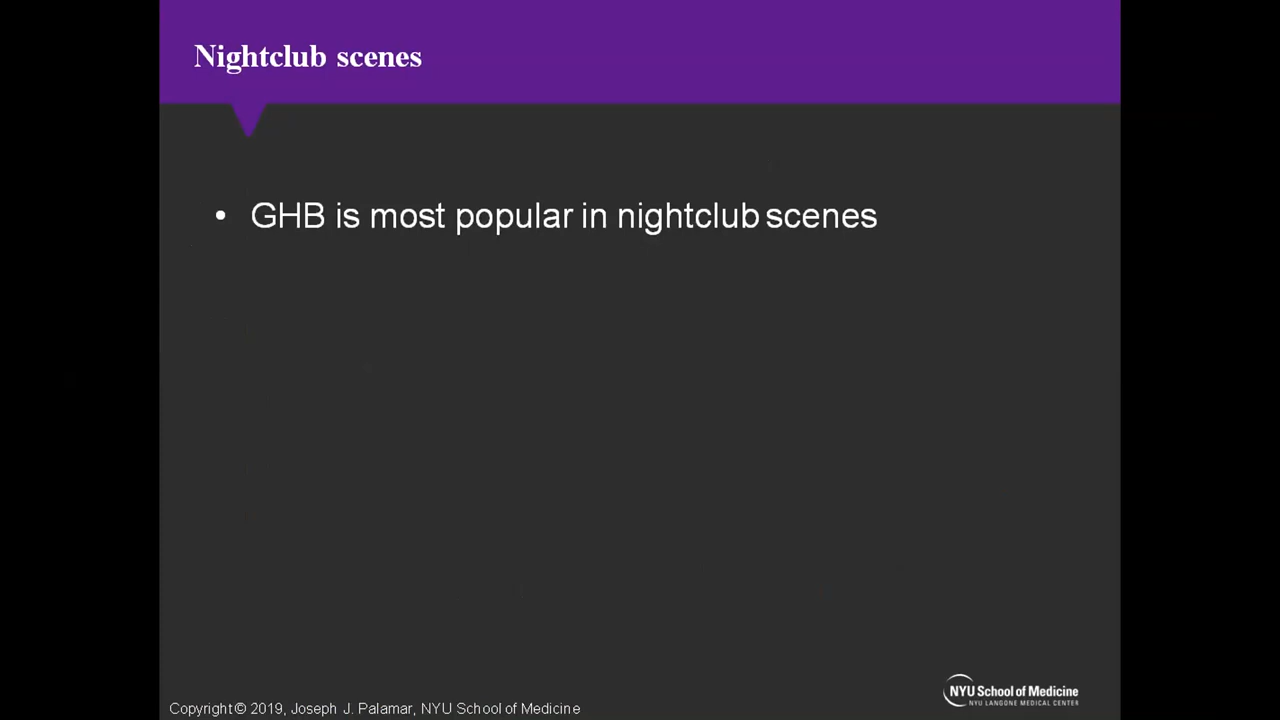 Nightclub scenes
• GHB is most popular in nightclub scenes
NYU School of Medicine
NYU LANGONE MEDICAL CENTER
Copyright © 2019, Joseph J. Palamar, NYU School of Medicine